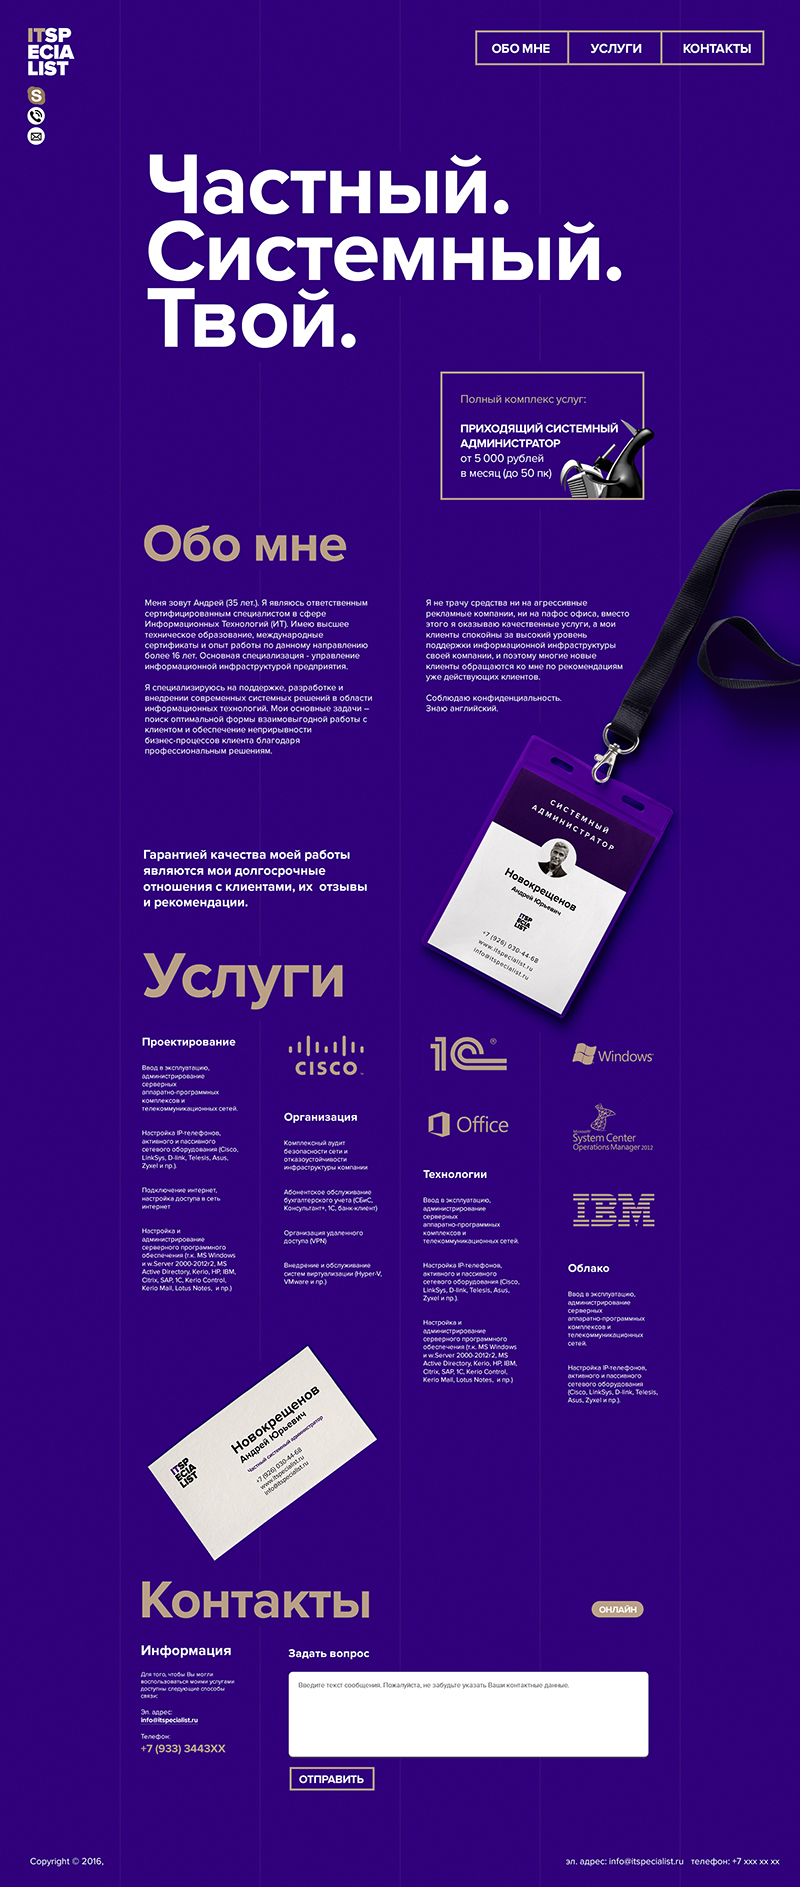 ITSP
ECIA
LIST
ОБО МНЕ
УСЛУГИ
КОНТАКТЫ
Частный.
Системный.
Твой.
Полный комплекс услуг:
ПРИХОДЯЩИЙ СИСТЕМНЫЙ
АДМИНИСТРАТОР
от 5 000 рублей
в месяц (до 50 пк)
Обо мне
Меня зовут Андрей (35 лет.). Я являюсь ответственным
сертифицированным специалистом в сфере
Информационных Технологий (ИТ). Имею высшее
техническое образование, международные
сертификаты и опыт работы по данному направлению
более 16 лет. Основная специализация - управление
информационной инфраструктурой предприятия.
Я специализируюсь на поддержке, разработке и
внедрении современных системных решений в области
информационных технологий. Мои основные задачи –
поиск оптимальной формы взаимовыгодной работы с
клиентом и обеспечение неприрывности
бизнес-процессов клиента благодаря
профессиональным решениям.
Я не трачу средства ни на агрессивные
рекламные компании, ни на пафос офиса, вместо
этого я оказываю качественные услуги, а мои
клиенты спокойны за высокий уровень
поддержки информационной инфраструктуры
своей компании, и поэтому многие новые
клиенты обращаются ко мне по рекомендациям
уже действующих клиентов.
Соблюдаю конфиденциальность.
Знаю английский.
СИСТЕМНЫЙ
АДМИНИСТРАТОР
Новокрещенов
Андрей Юрьевич
ITSP
ECIA
LIST
+7 (926) 030-44-68
www.itspecialist.ru
info@itspecialist.ru
Гарантией качества моей работы
являются мои долгосрочные
отношения с клиентами, их отзывы
и рекомендации.
Услуги
Проектирование
Ввод в эксплуатацию,
администрирование
серверных
аппаратно-программных
комплексов и
телекоммуникационных сетей.
Настройка IP-телефонов,
активного и пассивного
сетевого оборудования (Cisco,
LinkSys, D-link, Telesis, Asus,
Zyxel и пр.).
Подключение интернет,
настройка доступа в сеть
интернет
Настройка и
администрирование
серверного программного
обеспечения (т.к. MS Windows
и w.Server 2000-2012r2, MS
Active Directory, Kerio, HP, IBM,
Citrix, SAP, 1C, Kerio Control,
Kerio Mail, Lotus Notes, и пр.)
CISCO
Организация
Комплексный аудит
безопасности сети и
отказоустойчивости
инфраструктуры компании
Абонентское обслуживание
бухгалтерского учета (СБиС,
Консультант+, 1С, банк-клиент)
Организация удаленного
доступа (VPN)
Внедрение и обслуживание
систем виртуализации (Hyper-V,
VMware и пр.)
1С®
Office
Технологии
Ввод в эксплуатацию,
администрирование
серверных
аппаратно-программных
комплексов и
телекоммуникационных сетей.
Настройка IP-телефонов,
активного и пассивного
сетевого оборудования (Cisco,
LinkSys, D-link, Telesis, Asus,
Zyxel и пр.).
Настройка и
администрирование
серверного программного
обеспечения (т.к. MS Windows
и w.Server 2000-2012r2, MS
Active Directory, Kerio, HP, IBM,
Citrix, SAP, 1C, Kerio Control,
Kerio Mail, Lotus Notes, и пр.)
Windows
Microsoft
System Center
Operations Manager 2012
IBM
Облако
Ввод в эксплуатацию,
администрирование
серверных
аппаратно-программных
комплексов и
телекоммуникационных
сетей.
Настройка IP-телефонов,
активного и пассивного
сетевого оборудования
(Cisco, LinkSys, D-link, Telesis,
Asus, Zyxel и пр.).
ITSP
ECIA
LIST
Новокрещенов
Андрей Юрьевич
Частный системный администратор
+7 (926) 030-44-68
www.itspecialist.ru
info@itspecialist.ru
Контакты
ОНЛАЙН
Информация
Для того, чтобы Вы могли
воспользоваться моими услугами
доступны следующие способы
связи:
Эл. адрес:
info@itspecialist.ru
Телефон:
+7 (933) 3443XX
Задать вопрос
Введите текст сообщения. Пожалуйста, не забудьте указать Ваши контактные данные.
ОТПРАВИТЬ
Copyright © 2016,
эл. адрес: info@itspecialist.ru телефон: +7 xxx xx xx